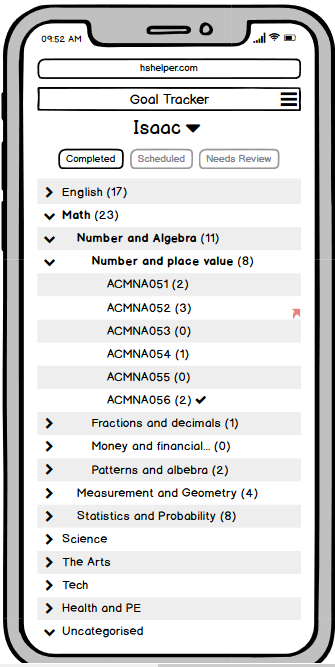 09:52 AM
hshelper.com
Goal Tracker
Isaac
Completed Scheduled Needs Review
English (17)
Math (23)
Number and Algebra (11)
Number and place value (8)
ACMNA051 (2)
ACMNA052 (3)
ACMNA053 (0)
ACMNA054 (1)
ACMNA055 (0)
ACMNA056 (2)
Fractions and decimals (1)
Money and financial... (0)
Patterns and albebra (2)
Measurement and Geometry (4)
Statistics and Probability (8)
Science
The Arts
Tech
Health and PE
Uncategorised